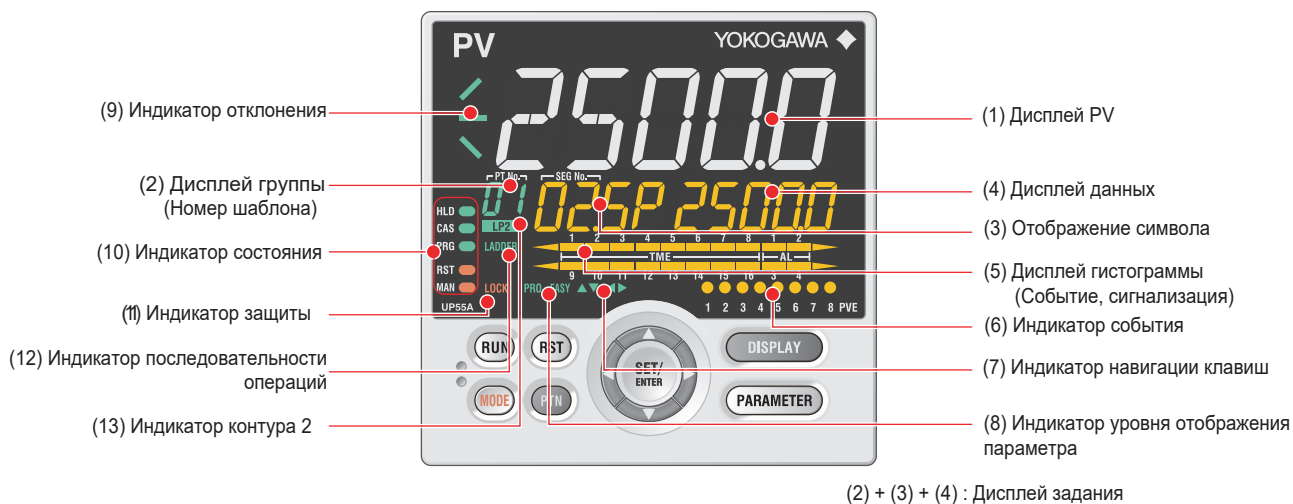 PV
YOKOGAWA
2500.0
PT No.
SEG No.
01
02.SP 2500.0
HLD
CAS
PRG
RST
MAN
UP55A
LP2
LADDER
LOCK
PRO EASY
1 2 3 4 5 6 7 8 1 2
TME
AL
9 10 11 12 13 14 15 16 3 4
1 2 3 4 5 6 7 8 PVE
RUN
RST
MODE
PTN
SET/
ENTER
DISPLAY
PARAMETER
(9) Индикатор отклонения
(2) Дисплей группы
(Номер шаблона)
(10) Индикатор состояния
(11) Индикатор защиты
(12) Индикатор последовательности
операций
(13) Индикатор контура 2
(1) Дисплей PV
(4) Дисплей данных
(3) Отображение символа
(5) Дисплей гистограммы
(Событие, сигнализация)
(6) Индикатор события
(7) Индикатор навигации клавиш
(8) Индикатор уровня отображения
параметра
(2) + (3) + (4) : Дисплей задания